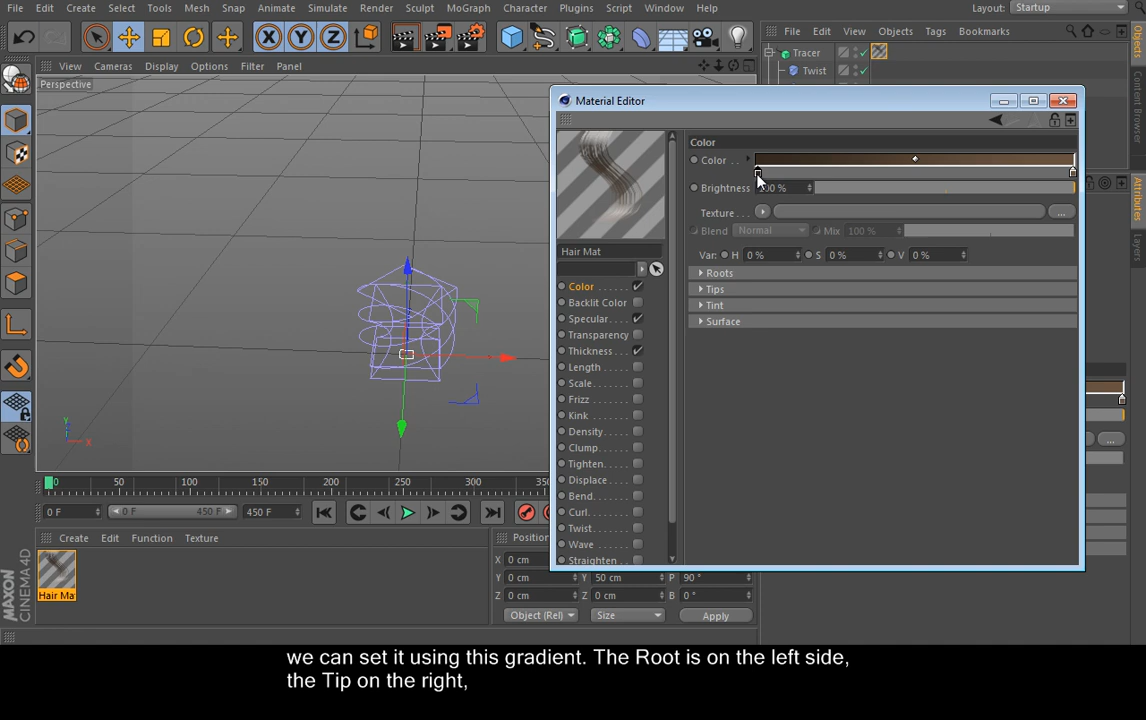 File Edit Create Select Tools Mesh Snap Animate Simulate Render Sculpt MoGraph Character Plugins Script Window Help Layout: Startup
File Edit View Objects Tags Bookmarks
View Cameras Display Options Filter Panel
Tracer
Twist
Perspective
Objects
Content Browser
Attributes
Layers
Material Editor
Color
Color . .
Brightness
Texture . . . ...
Blend Normal Mix 100 %
Var: H 0 % S 0 % V 0 %
Roots
Tips
Tint
Surface
Hair Mat
Color
Backlit Color
Specular
Transparency
Thickness
Length
Scale
Frizz
Kink
Density
Clump
Tighten
Displace
Bend
Curl
Twist
Wave
Straighten
Y
X
0 50 100 150 200 250 300
0 F 0 F 450 F 450 F
Create Edit Function Texture
Position
Hair Ma
X 0 cm
Y 0 cm Y 50 cm P 90 °
Z 0 cm Z 0 cm B 0 °
Object (Rel) Size Apply
MAXON
CINEMA 4D
we can set it using this gradient. The Root is on the left side,
the Tip on the right,